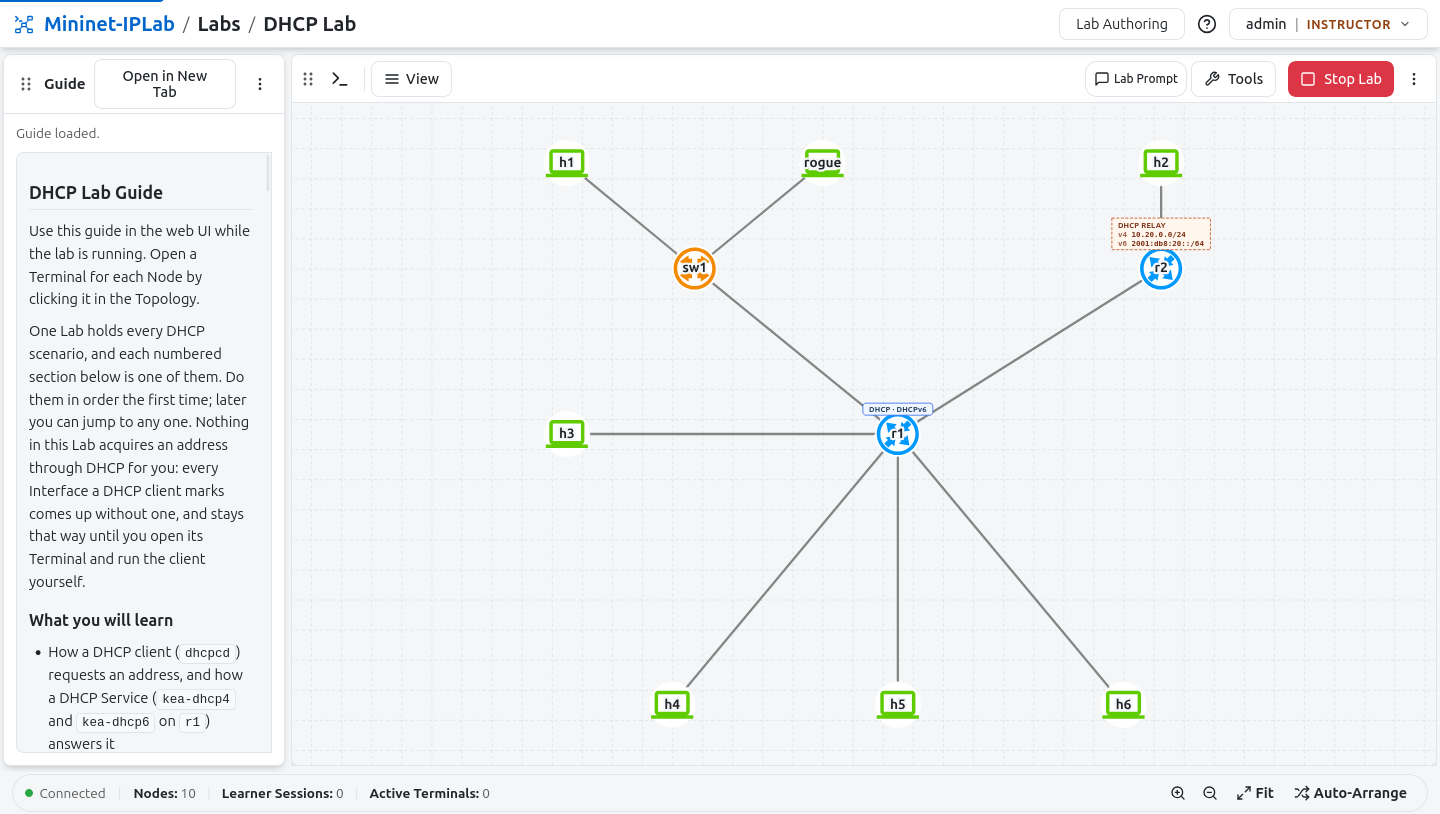 Mininet-IPLab / Labs / DHCP Lab
Lab Authoring
admin | INSTRUCTOR
Guide
Open in New Tab
Guide loaded.
DHCP Lab Guide
Use this guide in the web UI while
the lab is running. Open a
Terminal for each Node by
clicking it in the Topology.
One Lab holds every DHCP
scenario, and each numbered
section below is one of them. Do
them in order the first time; later
you can jump to any one. Nothing
in this Lab acquires an address
through DHCP for you: every
Interface a DHCP client marks
comes up without one, and stays
that way until you open its
Terminal and run the client
yourself.
What you will learn
• How a DHCP client ( dhcpcd )
requests an address, and how
a DHCP Service ( kea-dhcp4
and kea-dhcp6 on r1 )
answers it
View
Lab Prompt
Tools
Stop Lab
h1
rogue
h2
DHCP RELAY
v4 10.20.0.0/24
v6 2001:db8:20::/64
sw1
r2
DHCP · DHCPv6
h3
r1
h4
h5
h6
Connected
Nodes: 10
Learner Sessions: 0
Active Terminals: 0
Fit
Auto-Arrange